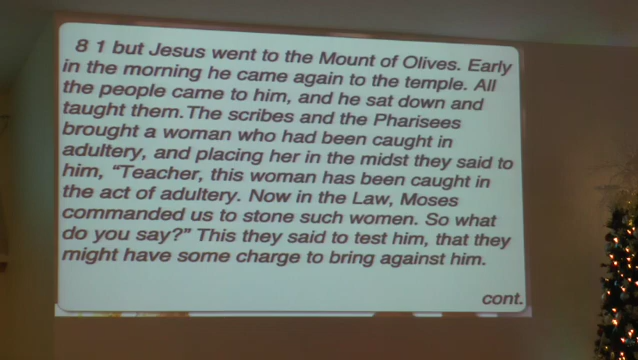 8 1 but Jesus went to the Mount of Olives. Early
in the morning he came again to the temple. All
the people came to him, and he sat down and
taught them. The scribes and the Pharisees
brought a woman who had been caught in
adultery, and placing her in the midst they said to
him, “Teacher, this woman has been caught in
the act of adultery. Now in the Law, Moses
commanded us to stone such women. So what
do you say?” This they said to test him, that they
might have some charge to bring against him.
cont.